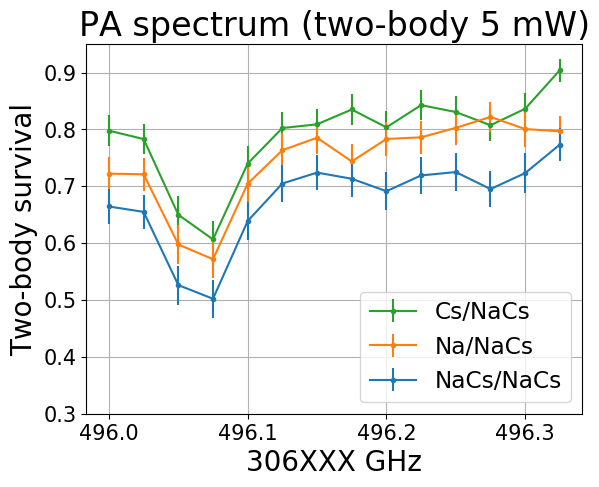 PA spectrum (two-body 5 mW)
Two-body survival
0.9
0.8
0.7
0.6
0.5
0.4
0.3
Cs/NaCs
Na/NaCs
NaCs/NaCs
496.0 496.1 496.2 496.3
306XXX GHz